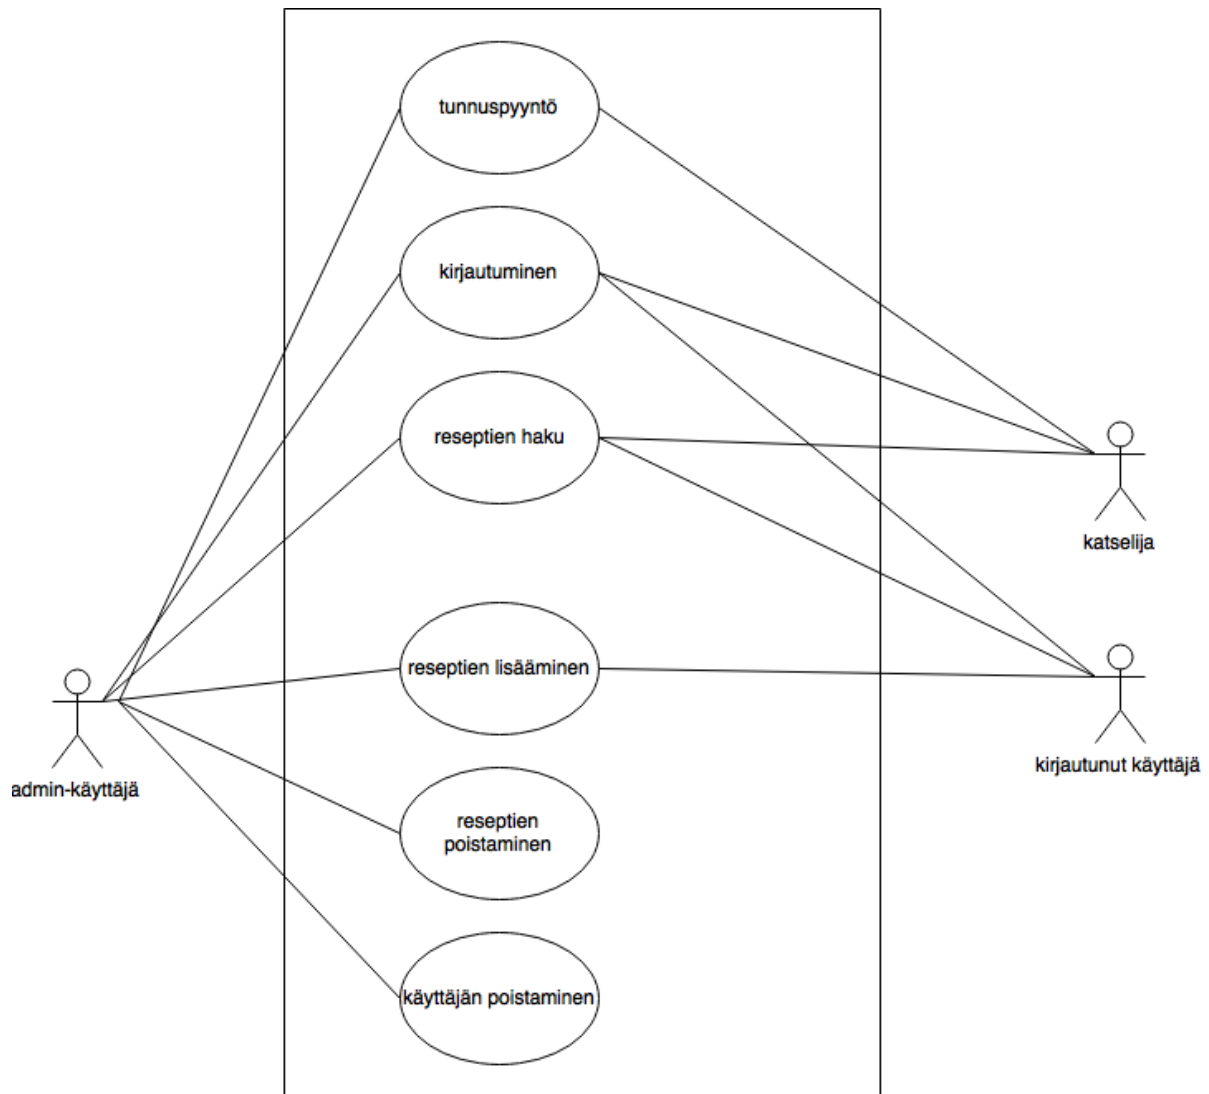 tunnuspyyntö
kirjautuminen
reseptien haku
katselija
reseptien lisääminen
kirjautunut käyttäjä
admin-käyttäjä
reseptien
poistaminen
käyttäjän poistaminen